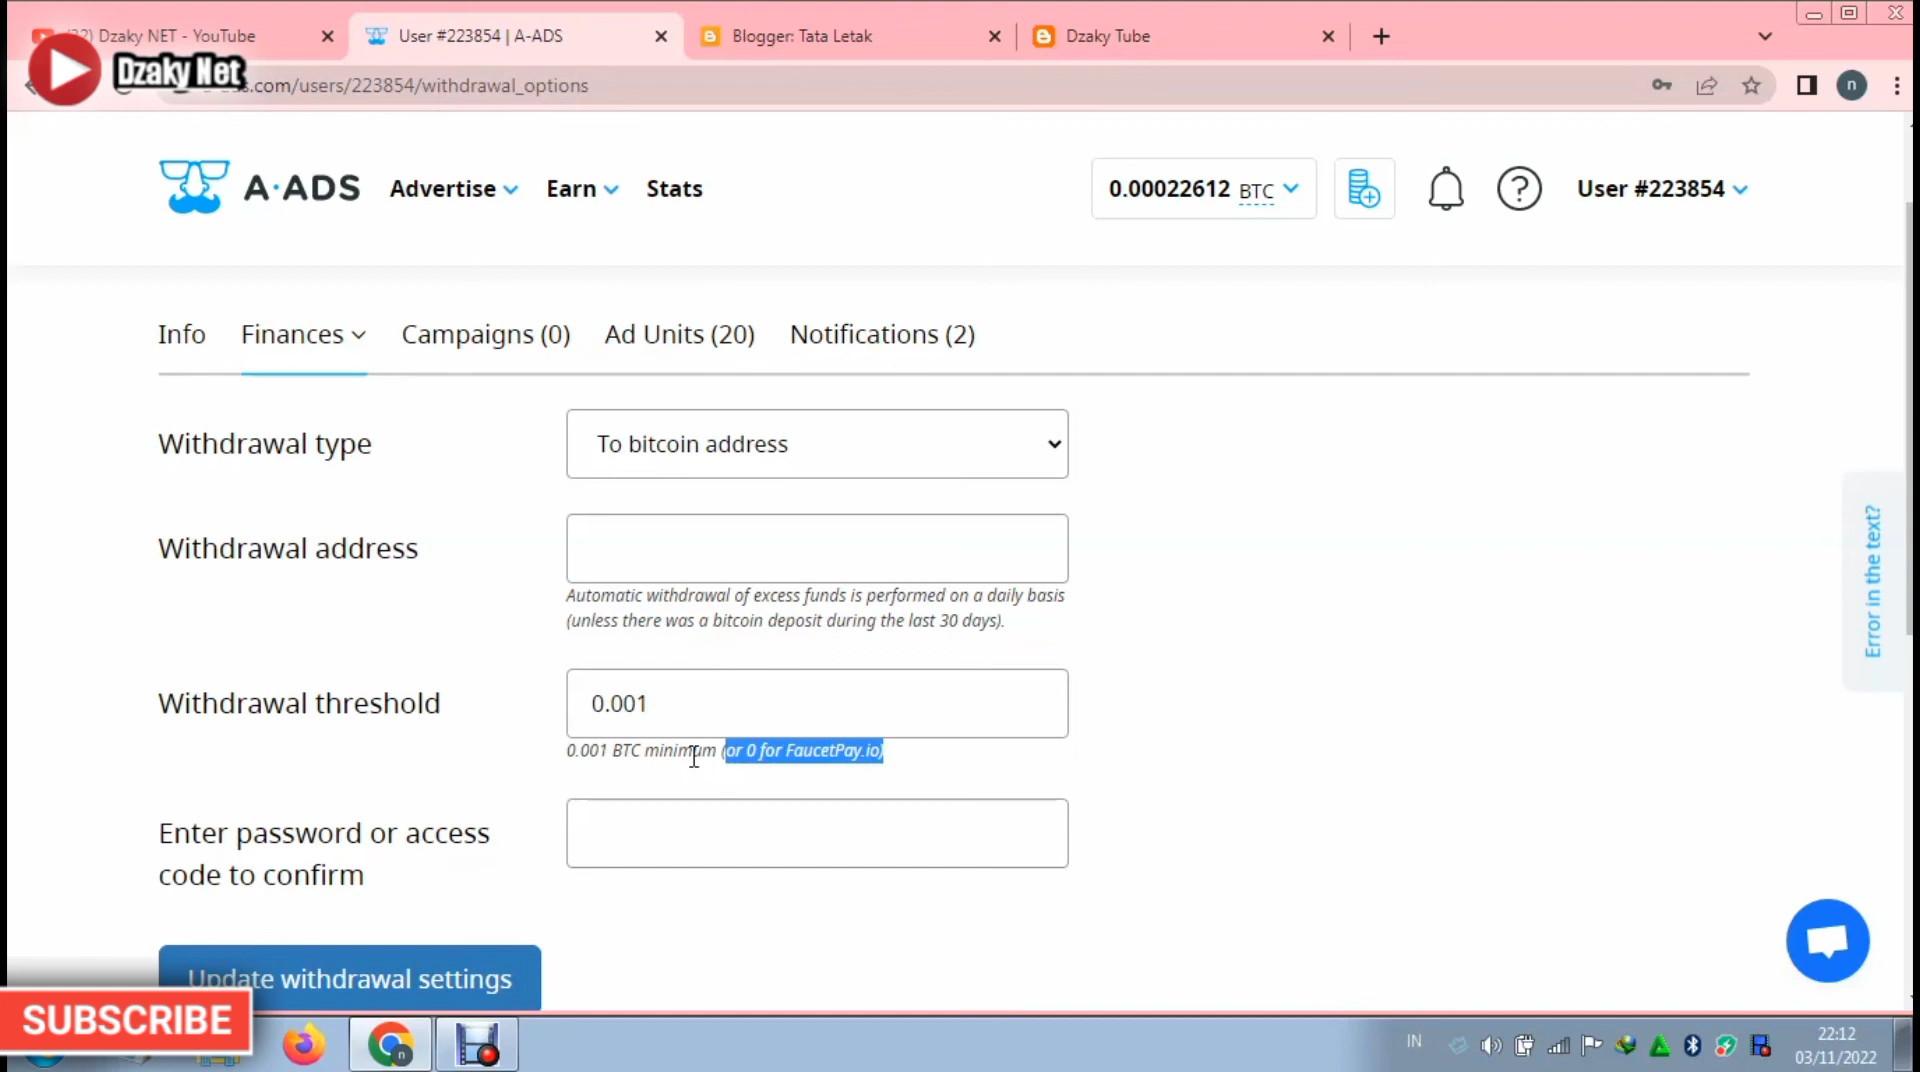 (32) Dzaky NET - YouTube
User #223854 | A-ADS
Blogger: Tata Letak
Dzaky Tube
Dzaky Net
.com/users/223854/withdrawal_options
n
A-ADS
Advertise
Earn
Stats
0.00022612 BTC
User #223854
Info
Finances
Campaigns (0)
Ad Units (20)
Notifications (2)
Withdrawal type
To bitcoin address
Withdrawal address
Automatic withdrawal of excess funds is performed on a daily basis
(unless there was a bitcoin deposit during the last 30 days).
Withdrawal threshold
0.001
0.001 BTC minimum (or 0 for FaucetPay.io)
Enter password or access
code to confirm
Error in the text?
Update withdrawal settings
SUBSCRIBE
n
IN
22:12
03/11/2022